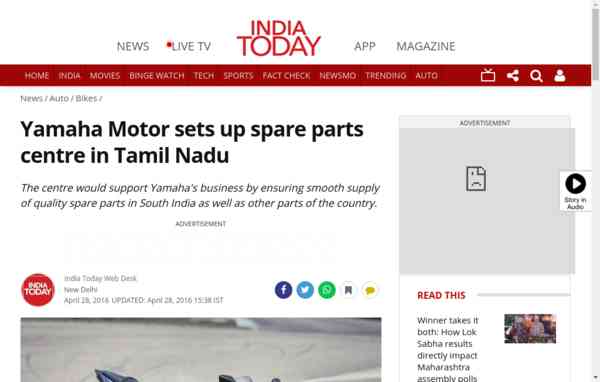 NEWS
LIVE TV
INDIA
TODAY
APP
MAGAZINE
HOME INDIA MOVIES BINGE WATCH TECH SPORTS FACT CHECK NEWSMO TRENDING AUTO
News / Auto / Bikes /
Yamaha Motor sets up spare parts
centre in Tamil Nadu
The centre would support Yamaha's business by ensuring smooth supply
of quality spare parts in South India as well as other parts of the country.
ADVERTISEMENT
INDIA
TODAY
India Today Web Desk
New Delhi
April 28, 2016 UPDATED: April 28, 2016 15:38 IST
ADVERTISEMENT
Story in
Audio
READ THIS
Winner takes it
both: How Lok
Sabha results
directly impact
Maharashtra
assembly polls